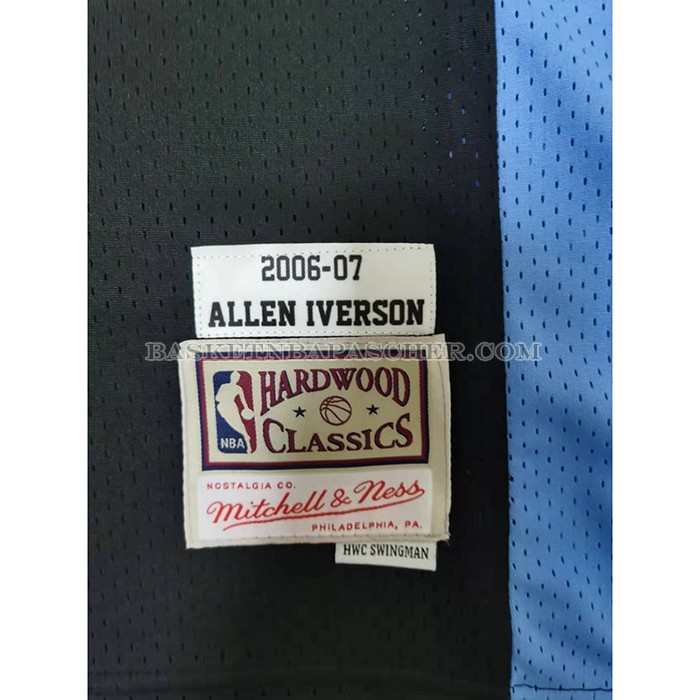 2006-07
ALLEN IVERSON
BASKETNBAPASCHER.COM
HARDWOOD
CLASSICS
NBA
NOSTALGIA CO.
Mitchell & Ness
PHILADELPHIA, PA.
HWC SWINGMAN